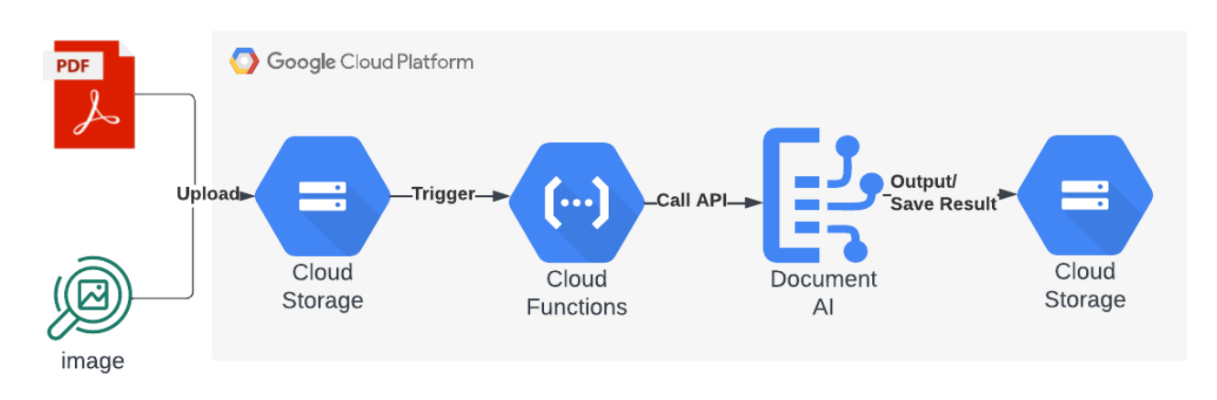 PDF
Google Cloud Platform
Upload
Trigger
Call API
Output/
Save Result
Cloud
Storage
Cloud
Functions
Document
AI
Cloud
Storage
image